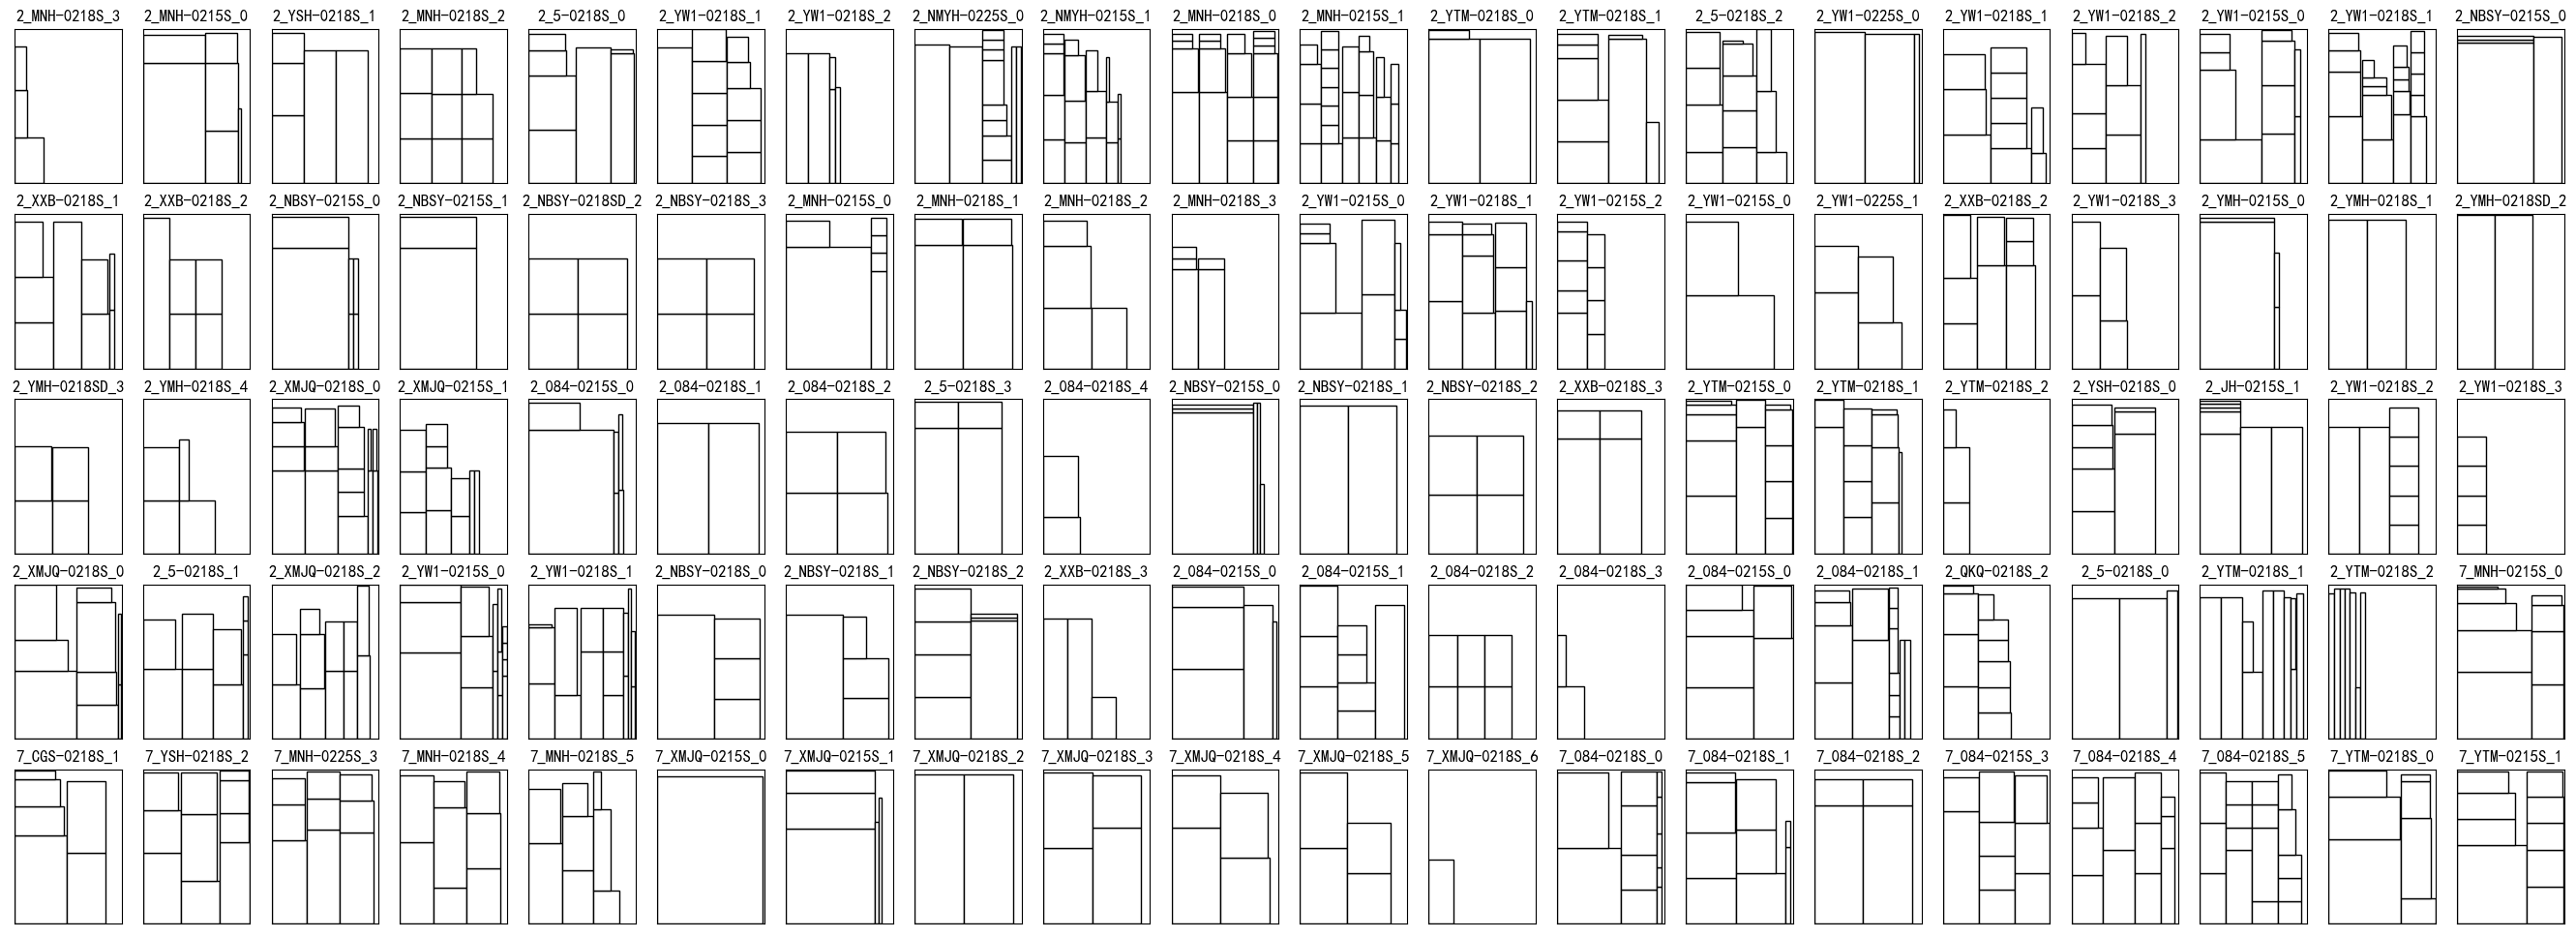 2_MNH-0218S_3 2_MNH-0215S_0 2_YSH-0218S_1 2_MNH-0218S_2 2_5-0218S_0 2_YW1-0218S_1 2_YW1-0218S_2 2_NMYH-0225S_0 2_NMYH-0215S_1 2_MNH-0218S_0 2_MNH-0215S_1 2_YTM-0218S_0 2_YTM-0218S_1 2_5-0218S_2 2_YW1-0225S_0 2_YW1-0218S_1 2_YW1-0218S_2 2_YW1-0215S_0 2_YW1-0218S_1 2_NBSY-0215S_0
2_XXB-0218S_1 2_XXB-0218S_2 2_NBSY-0215S_0 2_NBSY-0215S_1 2_NBSY-0218SD_2 2_NBSY-0218S_3 2_MNH-0215S_0 2_MNH-0218S_1 2_MNH-0218S_2 2_MNH-0218S_3 2_YW1-0215S_0 2_YW1-0218S_1 2_YW1-0215S_2 2_YW1-0215S_0 2_YW1-0225S_1 2_XXB-0218S_2 2_YW1-0218S_3 2_YMH-0215S_0 2_YMH-0218S_1 2_YMH-0218SD_2
2_YMH-0218SD_3 2_YMH-0218S_4 2_XMJQ-0218S_0 2_XMJQ-0215S_1 2_084-0215S_0 2_084-0218S_1 2_084-0218S_2 2_5-0218S_3 2_084-0218S_4 2_NBSY-0215S_0 2_NBSY-0218S_1 2_NBSY-0218S_2 2_XXB-0218S_3 2_YTM-0215S_0 2_YTM-0218S_1 2_YTM-0218S_2 2_YSH-0218S_0 2_JH-0215S_1 2_YW1-0218S_2 2_YW1-0218S_3
2_XMJQ-0218S_0 2_5-0218S_1 2_XMJQ-0218S_2 2_YW1-0215S_0 2_YW1-0218S_1 2_NBSY-0218S_0 2_NBSY-0218S_1 2_NBSY-0218S_2 2_XXB-0218S_3 2_084-0215S_0 2_084-0215S_1 2_084-0218S_2 2_084-0218S_3 2_084-0215S_0 2_084-0218S_1 2_QKQ-0218S_2 2_5-0218S_0 2_YTM-0218S_1 2_YTM-0218S_2 7_MNH-0215S_0
7_CGS-0218S_1 7_YSH-0218S_2 7_MNH-0225S_3 7_MNH-0218S_4 7_MNH-0218S_5 7_XMJQ-0215S_0 7_XMJQ-0215S_1 7_XMJQ-0218S_2 7_XMJQ-0218S_3 7_XMJQ-0218S_4 7_XMJQ-0218S_5 7_XMJQ-0218S_6 7_084-0218S_0 7_084-0218S_1 7_084-0218S_2 7_084-0215S_3 7_084-0218S_4 7_084-0218S_5 7_YTM-0218S_0 7_YTM-0215S_1